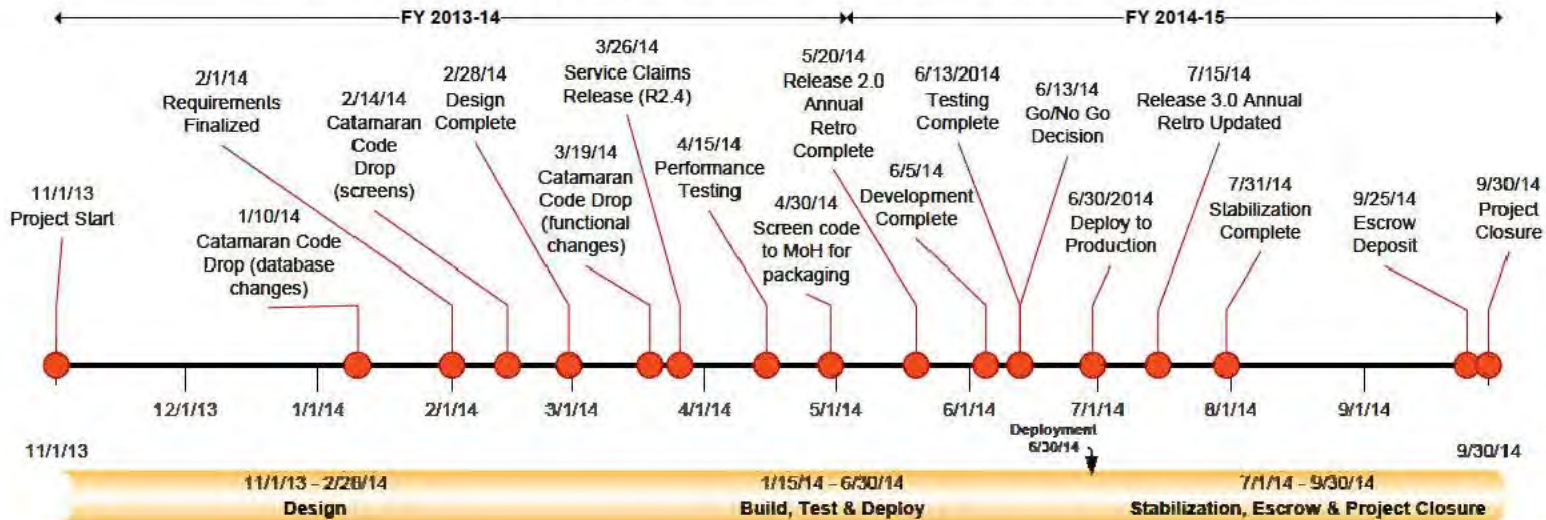 FY 2013-14
FY 2014-15
11/1/13
Project Start
1/10/14
Catamaran Code
Drop (database
changes)
2/1/14
Requirements
Finalized
2/14/14
Catamaran
Code
Drop
(screens)
2/28/14
Design
Complete
3/19/14
Catamaran
Code Drop
(functional
changes)
3/26/14
Service Claims
Release (R2.4)
4/15/14
Performance
Testing
4/30/14
Screen code
to MoH for
packaging
5/20/14
Release 2.0
Annual
Retro
Complete
6/5/14
Development
Complete
6/13/2014
Testing
Complete
6/13/14
Go/No Go
Decision
6/30/2014
Deploy to
Production
7/15/14
Release 3.0 Annual
Retro Updated
7/31/14
Stabilization
Complete
9/25/14
Escrow
Deposit
9/30/14
Project
Closure
12/1/13
1/1/14
2/1/14
3/1/14
4/1/14
5/1/14
6/1/14
7/1/14
8/1/14
9/1/14
11/1/13
Deployment
6/30/14
9/30/14
11/1/13 - 2/28/14
Design
1/15/14 - 6/30/14
Build, Test & Deploy
7/1/14 - 9/30/14
Stabilization, Escrow & Project Closure